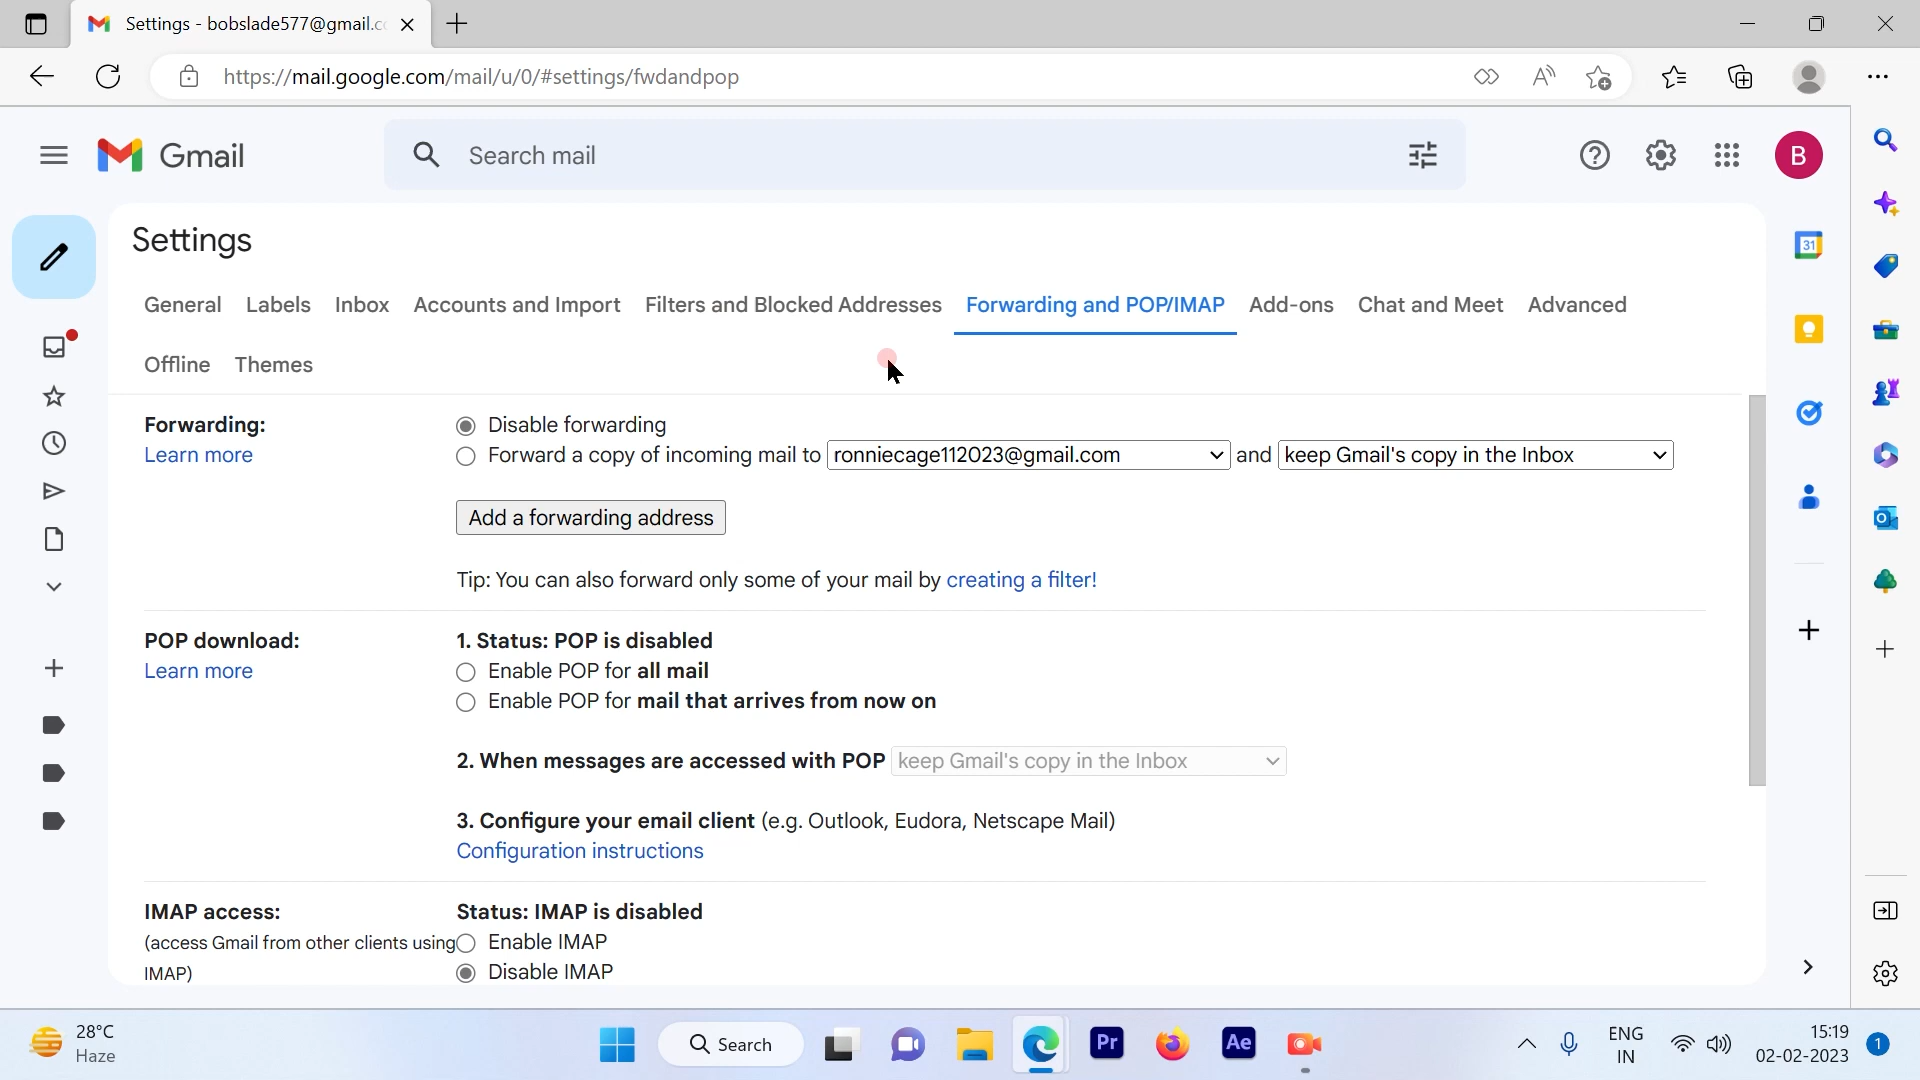 Settings - bobslade577@gmail.c
https://mail.google.com/mail/u/0/#settings/fwdandpop
Gmail
Search mail
B
31
Settings
General Labels Inbox Accounts and Import Filters and Blocked Addresses Forwarding and POP/IMAP Add-ons Chat and Meet Advanced
Offline Themes
Forwarding:
Learn more
Disable forwarding
Forward a copy of incoming mail to ronniecage112023@gmail.com and keep Gmail's copy in the Inbox
Add a forwarding address
Tip: You can also forward only some of your mail by creating a filter!
POP download:
Learn more
1. Status: POP is disabled
Enable POP for all mail
Enable POP for mail that arrives from now on
2. When messages are accessed with POP keep Gmail's copy in the Inbox
3. Configure your email client (e.g. Outlook, Eudora, Netscape Mail)
Configuration instructions
IMAP access:
(access Gmail from other clients using
IMAP)
Status: IMAP is disabled
Enable IMAP
Disable IMAP
28°C
Haze
Search
Pr
Ae
ENG
IN
15:19
02-02-2023
1